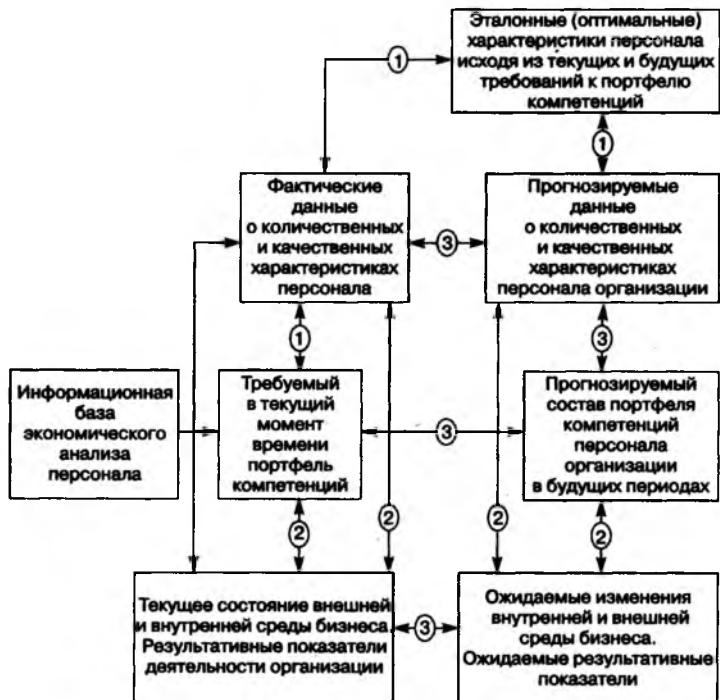 Эталонные (оптимальные)
характеристики персонала
исходя из текущих и будущих
требований к портфелю
компетенций
1
1
Фактические
данные
о количественных
и качественных
характеристиках
персонала
3
Прогнозируемые
данные
о количественных
и качественных
характеристиках
персонала организации
1
3
Информационная
база
экономического
анализа
персонала
Требуемый
в текущий
момент
времени
портфель
компетенций
3
Прогнозируемый
состав портфеля
компетенций
персонала
организации
в будущих периодах
2
2
2
2
Текущее состояние внешней
и внутренней среды бизнеса.
Результативные показатели
деятельности организации
3
Ожидаемые изменения
внутренней и внешней
среды бизнеса.
Ожидаемые результативные
показатели